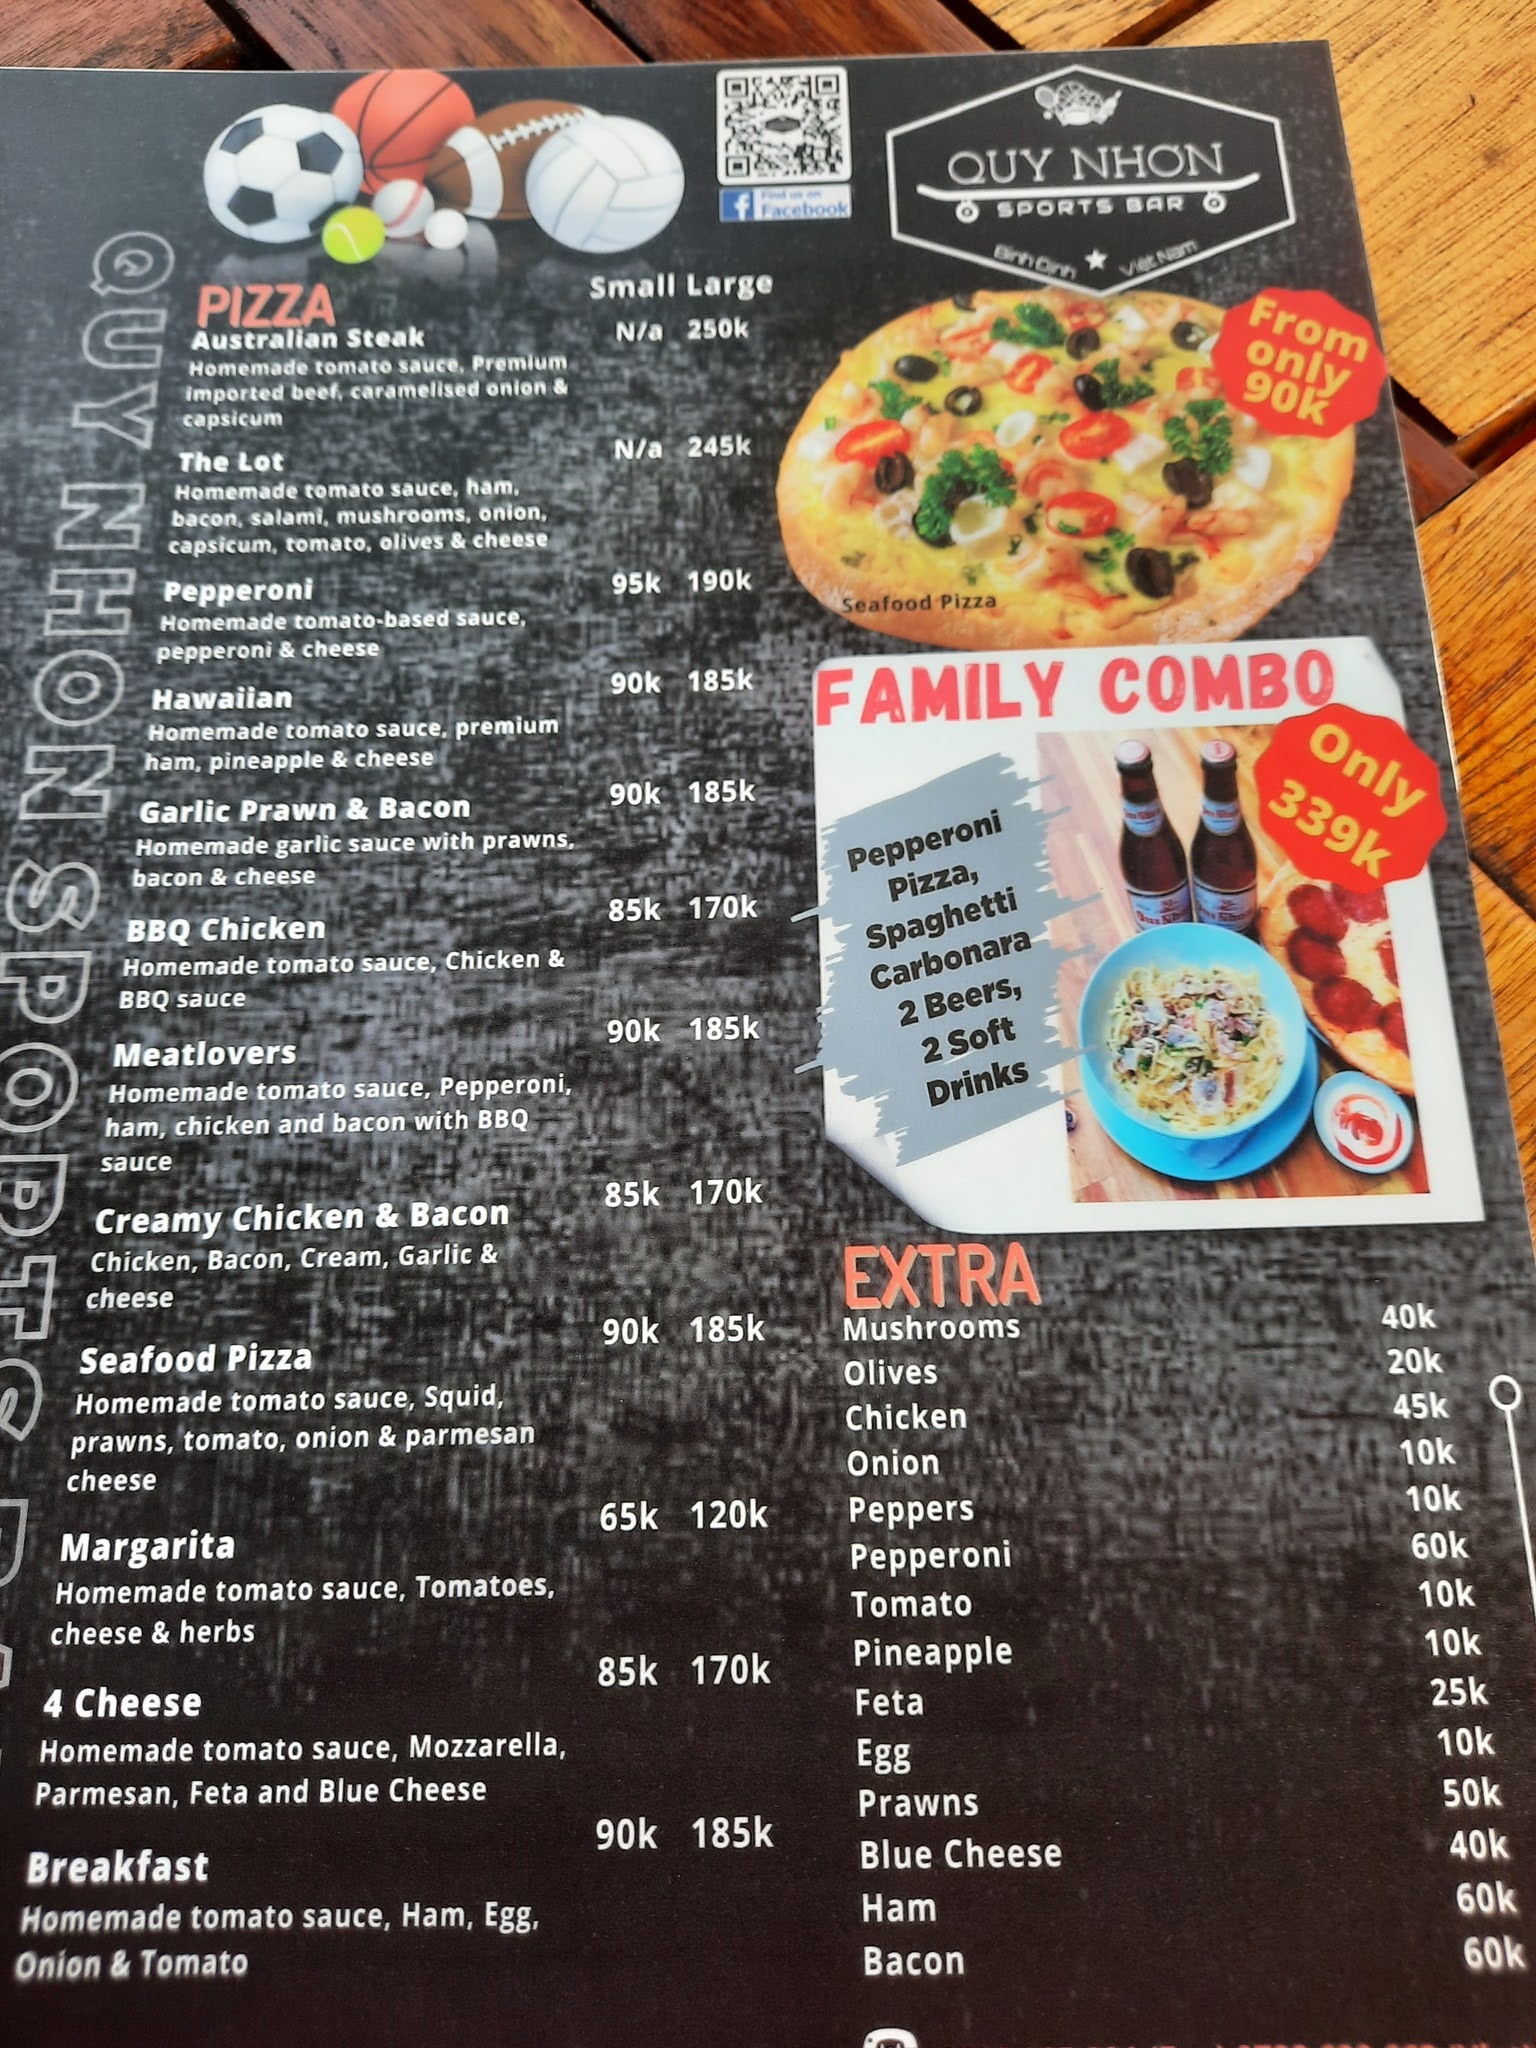 QUY NHƠN
SPORTS BAR
Bình Định ★ Việt Nam
Find us on
Facebook
QUY NHON SPORTS BA
PIZZA
Small Large
Australian Steak N/a 250k
Homemade tomato sauce, Premium
imported beef, caramelised onion &
capsicum
The Lot N/a 245k
Homemade tomato sauce, ham,
bacon, salami, mushrooms, onion,
capsicum, tomato, olives & cheese
Pepperoni 95k 190k
Homemade tomato-based sauce,
pepperoni & cheese
Hawaiian 90k 185k
Homemade tomato sauce, premium
ham, pineapple & cheese
Garlic Prawn & Bacon 90k 185k
Homemade garlic sauce with prawns,
bacon & cheese
BBQ Chicken 85k 170k
Homemade tomato sauce, Chicken &
BBQ sauce
Meatlovers 90k 185k
Homemade tomato sauce, Pepperoni,
ham, chicken and bacon with BBQ
sauce
Creamy Chicken & Bacon 85k 170k
Chicken, Bacon, Cream, Garlic &
cheese
Seafood Pizza 90k 185k
Homemade tomato sauce, Squid,
prawns, tomato, onion & parmesan
cheese
Margarita 65k 120k
Homemade tomato sauce, Tomatoes,
cheese & herbs
4 Cheese 85k 170k
Homemade tomato sauce, Mozzarella,
Parmesan, Feta and Blue Cheese
Breakfast 90k 185k
Homemade tomato sauce, Ham, Egg,
Onion & Tomato
From
only
90k
Seafood Pizza
FAMILY COMBO
Only
339k
Pepperoni
Pizza,
Spaghetti
Carbonara
2 Beers,
2 Soft
Drinks
EXTRA
Mushrooms 40k
Olives 20k
Chicken 45k
Onion 10k
Peppers 10k
Pepperoni 60k
Tomato 10k
Pineapple 10k
Feta 25k
Egg 10k
Prawns 50k
Blue Cheese 40k
Ham 60k
Bacon 60k